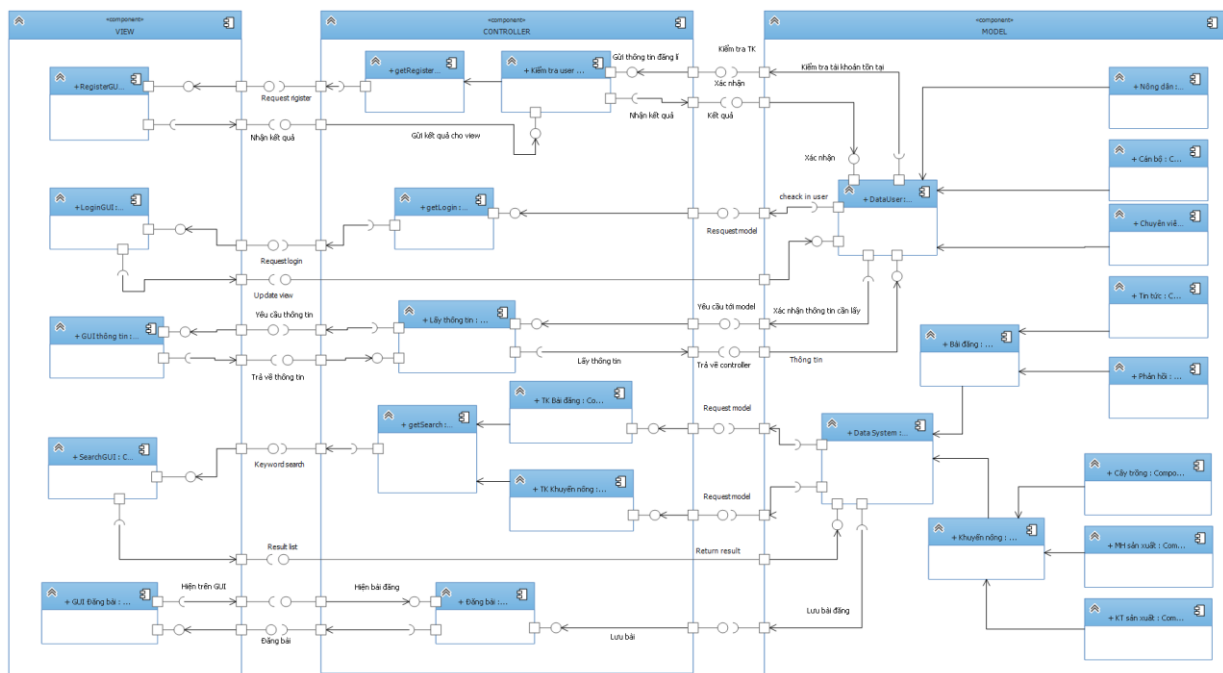 «component»
VIEW
«component»
CONTROLLER
«component»
MODEL
+ RegisterGU...
+ getRegister...
+ Kiểm tra user ...
Gửi thông tin đăng lí
Kiểm tra TK
Xác nhận
Kiểm tra tài khoản tồn tại
Request rigister
Nhận kết quả
Gửi kết quả cho view
Nhận kết quả
Kết quả
Xác nhận
+ Nông dân :...
+ Cán bộ : C...
+ Chuyên viê...
+ LoginGUI :...
+ getLogin :...
cheack in user
+ DataUser:...
Request login
Resquest model
Update view
+ GUI thông tin :...
Yêu cầu thông tin
Trả về thông tin
+ Lấy thông tin : ...
Yêu cầu tới model
Xác nhận thông tin cần lấy
Lấy thông tin
Trả về controller
Thông tin
+ Tin tức : C...
+ Bài đăng : ...
+ Phản hồi : ...
+ SearchGUI : C...
Keyword search
+ getSearch : ...
+ TK Bài đăng : Co...
+ TK Khuyến nông : ...
Request model
Request model
+ Data System : ...
+ Cây trồng : Compo...
+ Khuyến nông : ...
+ MH sản xuất : Com...
+ KT sản xuất : Com...
Result list
Return result
+ GUI Đăng bài : ...
Hiện trên GUI
Đăng bài
Hiện bài đăng
+ Đăng bài : ...
Lưu bài
Lưu bài đăng